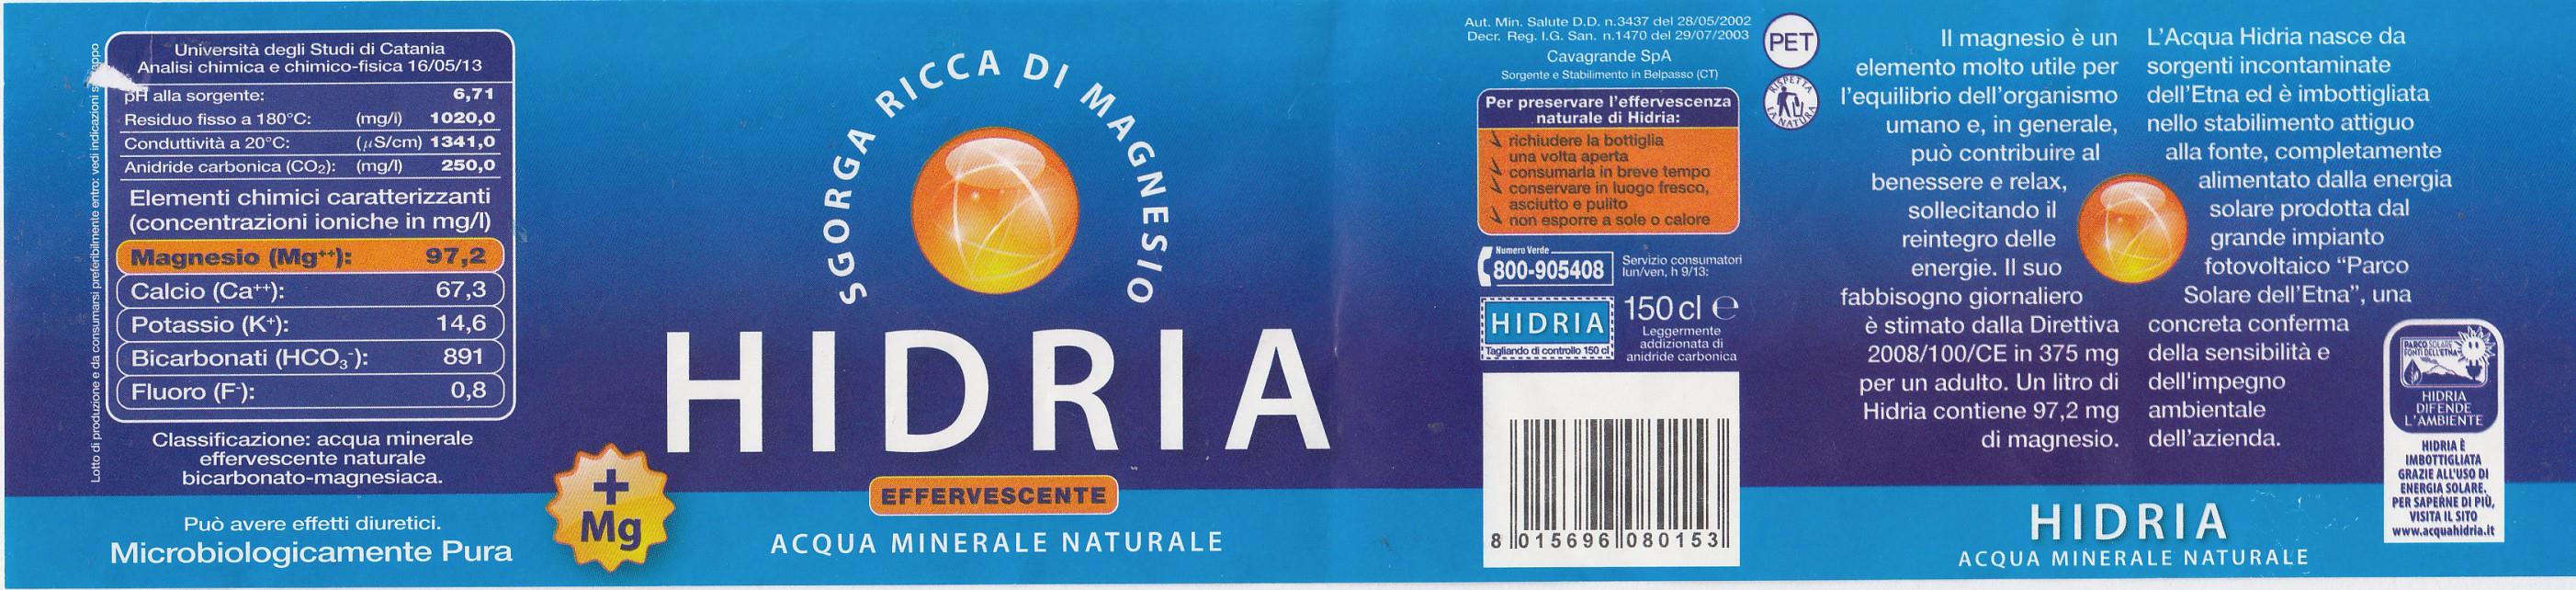 Lotto di produzione e da consumarsi preferibilmente entro: vedi indicazioni
Università degli Studi di Catania
Analisi chimica e chimico-fisica 16/05/13
pH alla sorgente: 6,71
Residuo fisso a 180°C: (mg/l) 1020,0
Conduttività a 20°C: (µS/cm) 1341,0
Anidride carbonica (CO₂): (mg/l) 250,0
Elementi chimici caratterizzanti
(concentrazioni ioniche in mg/l)
Magnesio (Mg⁺⁺): 97,2
Calcio (Ca⁺⁺): 67,3
Potassio (K⁺): 14,6
Bicarbonati (HCO₃⁻): 891
Fluoro (F⁻): 0,8
Classificazione: acqua minerale
effervescente naturale
bicarbonato-magnesiaca.
Può avere effetti diuretici.
Microbiologicamente Pura
+
Mg
SGORGA RICCA DI MAGNESIO
HIDRIA
EFFERVESCENTE
ACQUA MINERALE NATURALE
Aut. Min. Salute D.D. n.3437 del 28/05/2002
Decr. Reg. I.G. San. n.1470 del 29/07/2003
Cavagrande SpA
Sorgente e Stabilimento in Belpasso (CT)
PET
RISPETTA
LA NATURA
Per preservare l'effervescenza
naturale di Hidria:
richiudere la bottiglia
una volta aperta
consumarla in breve tempo
conservare in luogo fresco,
asciutto e pulito
non esporre a sole o calore
Numero Verde
800-905408
Servizio consumatori
lun/ven, h 9/13:
HIDRIA
Tagliando di controllo 150 cl
150 cl ℮
Leggermente
addizionata di
anidride carbonica
8 015696 080153
Il magnesio è un
elemento molto utile per
l'equilibrio dell'organismo
umano e, in generale,
può contribuire al
benessere e relax,
sollecitando il
reintegro delle
energie. Il suo
fabbisogno giornaliero
è stimato dalla Direttiva
2008/100/CE in 375 mg
per un adulto. Un litro di
Hidria contiene 97,2 mg
di magnesio.
L'Acqua Hidria nasce da
sorgenti incontaminate
dell'Etna ed è imbottigliata
nello stabilimento attiguo
alla fonte, completamente
alimentato dalla energia
solare prodotta dal
grande impianto
fotovoltaico “Parco
Solare dell'Etna”, una
concreta conferma
della sensibilità e
dell'impegno
ambientale
dell'azienda.
HIDRIA
ACQUA MINERALE NATURALE
PARCO SOLARE
FONTI DELL'ETNA
HIDRIA
DIFENDE
L'AMBIENTE
HIDRIA È
IMBOTTIGLIATA
GRAZIE ALL'USO DI
ENERGIA SOLARE.
PER SAPERNE DI PIÙ,
VISITA IL SITO
www.acquahidria.it